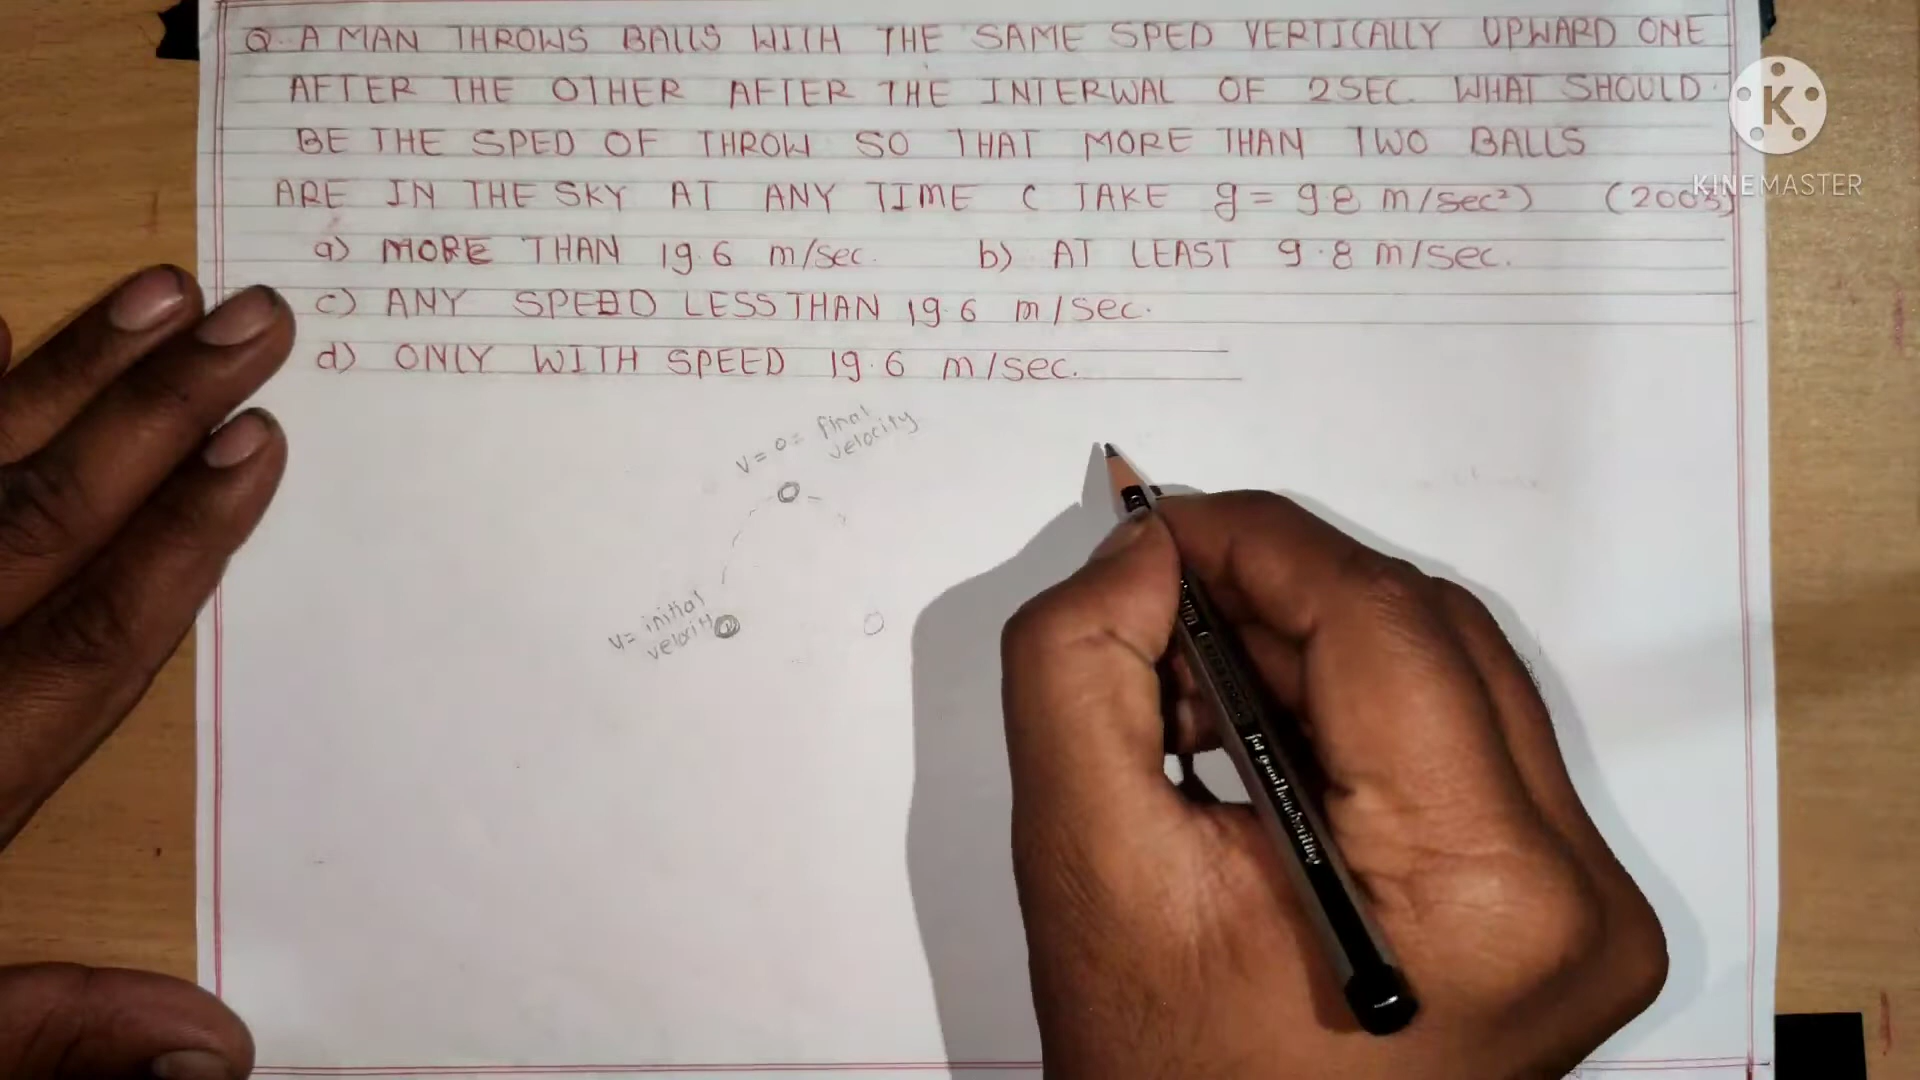 Q. A MAN THROWS BALLS WITH THE SAME SPED VERTICALLY UPWARD ONE
AFTER THE OTHER AFTER THE INTERWAL OF 2SEC. WHAT SHOULD
BE THE SPED OF THROW SO THAT MORE THAN TWO BALLS
ARE IN THE SKY AT ANY TIME ( TAKE g = 9.8 m/sec²) (2003)
a) MORE THAN 19.6 m/sec. b) AT LEAST 9.8 m/sec.
c) ANY SPEED LESS THAN 19.6 m/sec.
d) ONLY WITH SPEED 19.6 m/sec.
V = 0 = final
velocity
u = initial
velocity
K
KINEMASTER
for good handwriting